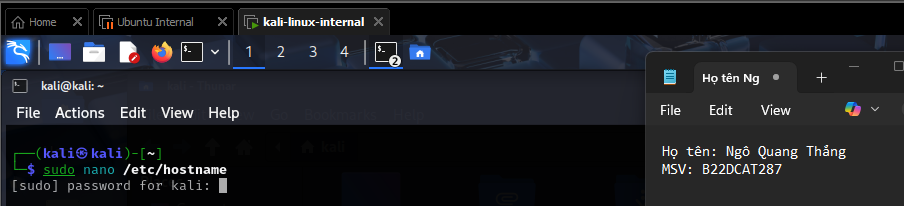 Home Ubuntu Internal kali-linux-internal
1 2 3 4 2
kali@kali: ~
File Actions Edit View Help
┌──(kali㉿kali)-[~]
└─$ sudo nano /etc/hostname
[sudo] password for kali:
Họ tên Ng
File Edit View
Họ tên: Ngô Quang Thắng
MSV: B22DCAT287